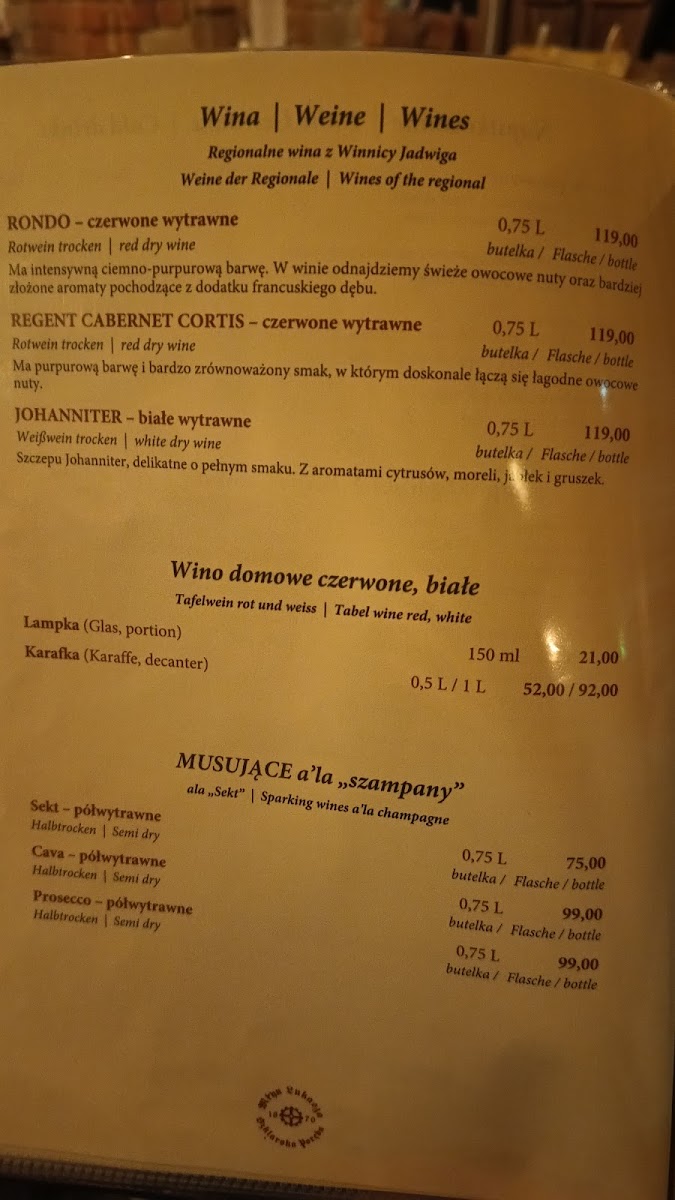 Wina | Weine | Wines
Regionalne wina z Winnicy Jadwiga
Weine der Regionale | Wines of the regional
RONDO – czerwone wytrawne 0,75 L 119,00
Rotwein trocken | red dry wine butelka / Flasche / bottle
Ma intensywną ciemno-purpurową barwę. W winie odnajdziemy świeże owocowe nuty oraz bardziej
złożone aromaty pochodzące z dodatku francuskiego dębu.
REGENT CABERNET CORTIS – czerwone wytrawne 0,75 L 119,00
Rotwein trocken | red dry wine butelka / Flasche / bottle
Ma purpurową barwę i bardzo zrównoważony smak, w którym doskonale łączą się łagodne owocowe
nuty.
JOHANNITER – białe wytrawne 0,75 L 119,00
Weißwein trocken | white dry wine butelka / Flasche / bottle
Szczepu Johanniter, delikatne o pełnym smaku. Z aromatami cytrusów, moreli, jabłek i gruszek.
Wino domowe czerwone, białe
Tafelwein rot und weiss | Tabel wine red, white
Lampka (Glas, portion) 150 ml 21,00
Karafka (Karaffe, decanter) 0,5 L / 1 L 52,00 / 92,00
MUSUJĄCE a’la „szampany”
ala „Sekt” | Sparking wines a’la champagne
Sekt – półwytrawne 0,75 L 75,00
Halbtrocken | Semi dry butelka / Flasche / bottle
Cava – półwytrawne 0,75 L 99,00
Halbtrocken | Semi dry butelka / Flasche / bottle
Prosecco – półwytrawne 0,75 L 99,00
Halbtrocken | Semi dry butelka / Flasche / bottle